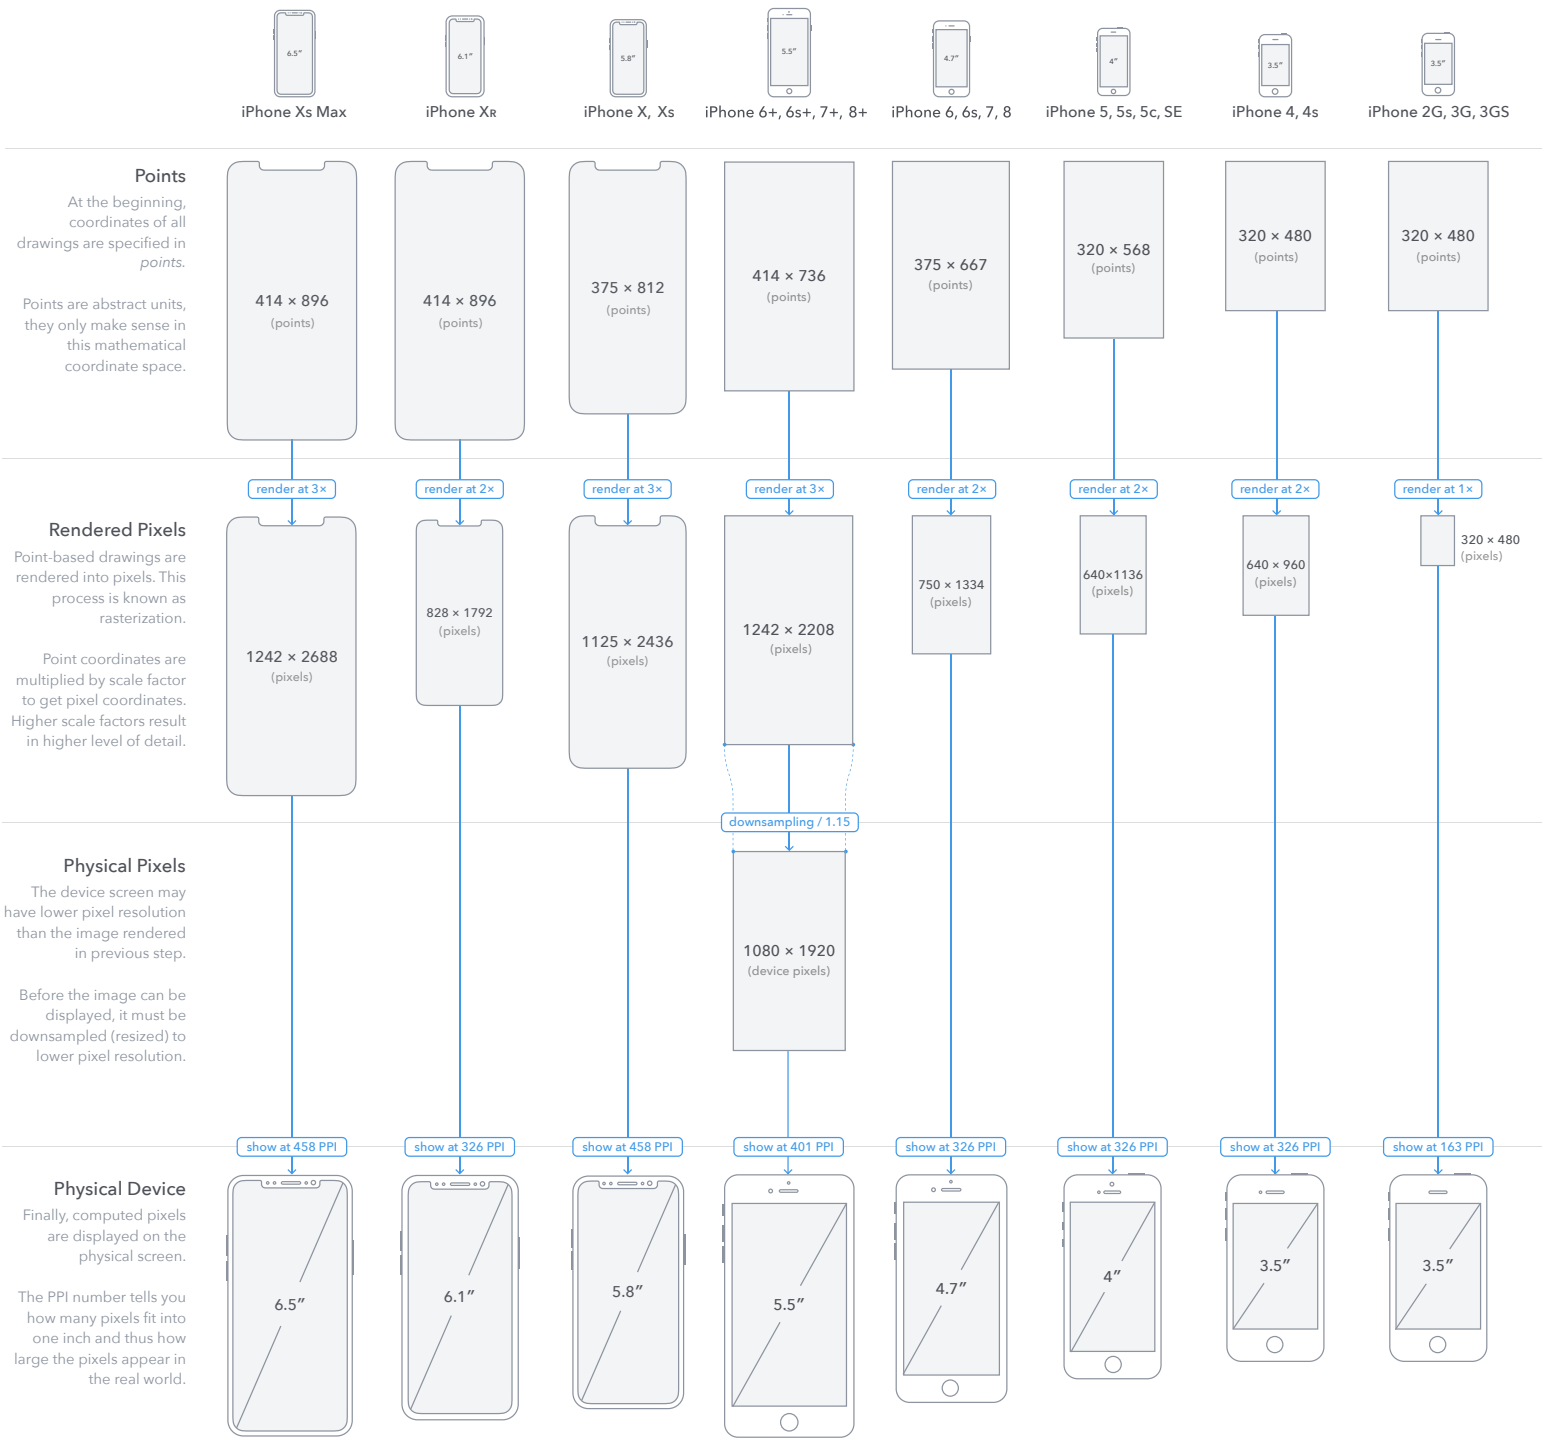 6.5″
6.1″
5.8″
5.5″
4.7″
4″
3.5″
3.5″
iPhone Xs Max
iPhone XR
iPhone X, Xs
iPhone 6+, 6s+, 7+, 8+
iPhone 6, 6s, 7, 8
iPhone 5, 5s, 5c, SE
iPhone 4, 4s
iPhone 2G, 3G, 3GS
Points
At the beginning,
coordinates of all
drawings are specified in
points.
Points are abstract units,
they only make sense in
this mathematical
coordinate space.
414 × 896
(points)
414 × 896
(points)
375 × 812
(points)
414 × 736
(points)
375 × 667
(points)
320 × 568
(points)
320 × 480
(points)
320 × 480
(points)
render at 3×
render at 2×
render at 3×
render at 3×
render at 2×
render at 2×
render at 2×
render at 1×
Rendered Pixels
Point-based drawings are
rendered into pixels. This
process is known as
rasterization.
Point coordinates are
multiplied by scale factor
to get pixel coordinates.
Higher scale factors result
in higher level of detail.
1242 × 2688
(pixels)
828 × 1792
(pixels)
1125 × 2436
(pixels)
1242 × 2208
(pixels)
750 × 1334
(pixels)
640×1136
(pixels)
640 × 960
(pixels)
320 × 480
(pixels)
downsampling / 1.15
Physical Pixels
The device screen may
have lower pixel resolution
than the image rendered
in previous step.
Before the image can be
displayed, it must be
downsampled (resized) to
lower pixel resolution.
1080 × 1920
(device pixels)
show at 458 PPI
show at 326 PPI
show at 458 PPI
show at 401 PPI
show at 326 PPI
show at 326 PPI
show at 326 PPI
show at 163 PPI
Physical Device
Finally, computed pixels
are displayed on the
physical screen.
The PPI number tells you
how many pixels fit into
one inch and thus how
large the pixels appear in
the real world.
6.5″
6.1″
5.8″
5.5″
4.7″
4″
3.5″
3.5″